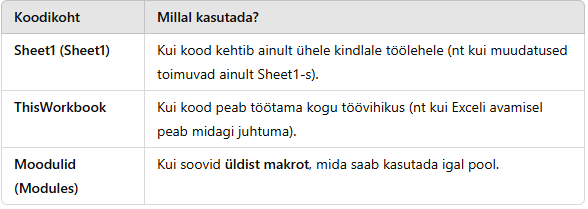 Koodikoht
Millal kasutada?
Sheet1 (Sheet1)
Kui kood kehtib ainult ühele kindlale töölehele (nt kui muudatused
toimuvad ainult Sheet1-s).
ThisWorkbook
Kui kood peab töötama kogu töövihikus (nt kui Exceli avamisel
peab midagi juhtuma).
Moodulid
(Modules)
Kui soovid üldist makrot, mida saab kasutada igal pool.